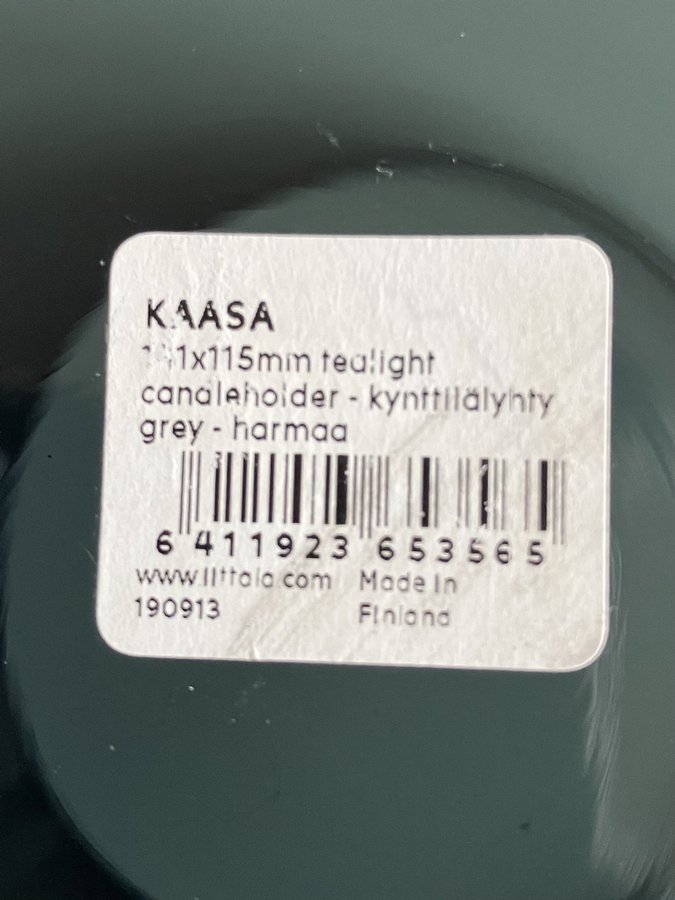 KAASA
tealight
candleholder - kynttilälyhty
grey - harmaa
6 411923 653565
www.iittala.com Made in
190913 Finland